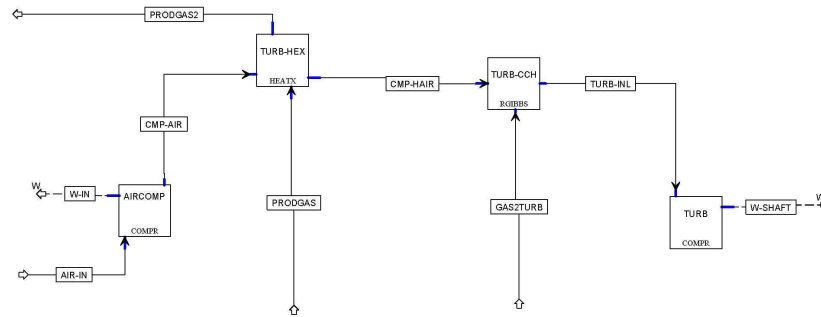 PRODGAS2
TURB-HEX
HEATX
TURB-CCH
RGIBBS
CMP-HAIR
TURB-INL
CMP-AIR
W
W-IN
AIRCOMP
COMPR
PRODGAS
GAS2TURB
TURB
COMPR
W-SHAFT
W
AIR-IN